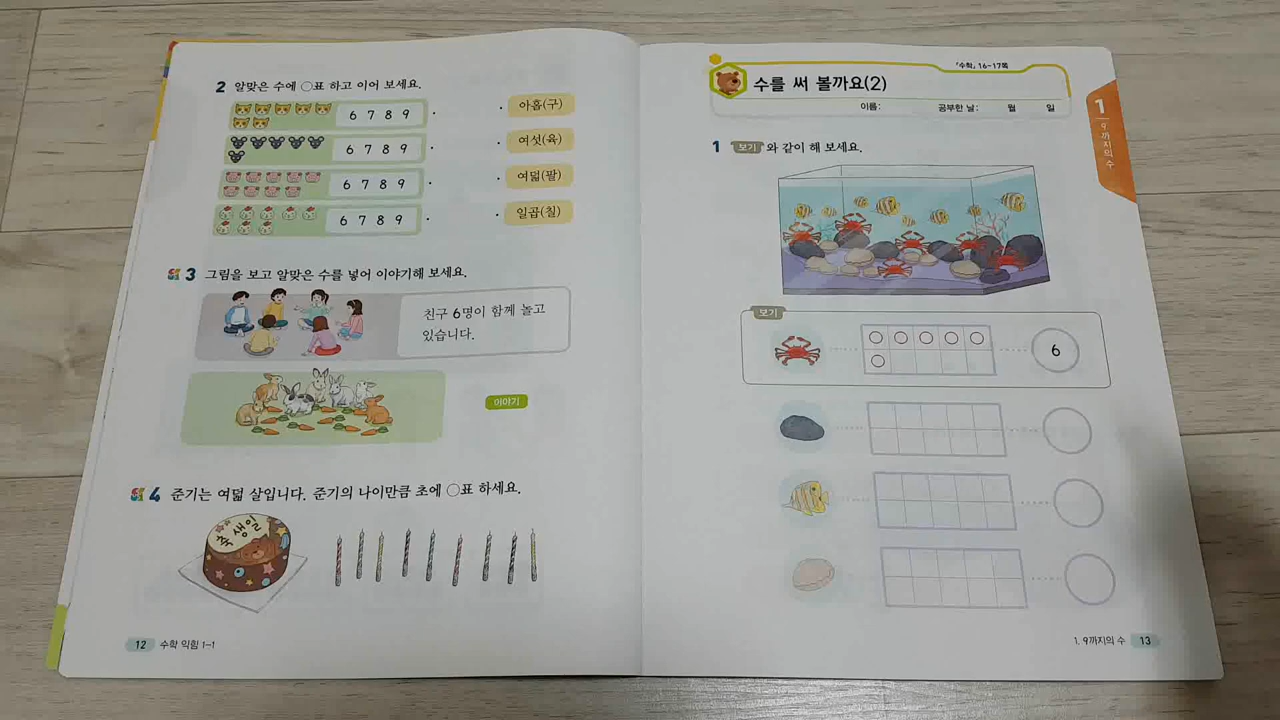 2 알맞은 수에 ○표 하고 이어 보세요.
6 7 8 9
아홉(구)
6 7 8 9
여섯(육)
6 7 8 9
여덟(팔)
6 7 8 9
일곱(칠)
3 그림을 보고 알맞은 수를 넣어 이야기해 보세요.
친구 6명이 함께 놀고
있습니다.
이야기
4 준기는 여덟 살입니다. 준기의 나이만큼 초에 ○표 하세요.
축 생일
12 수학 익힘 1-1
「수학」 16~17쪽
수를 써 볼까요(2)
이름: 공부한 날: 월 일
1
9까지의 수
1 보기 와 같이 해 보세요.
보기
6
1. 9까지의 수 13